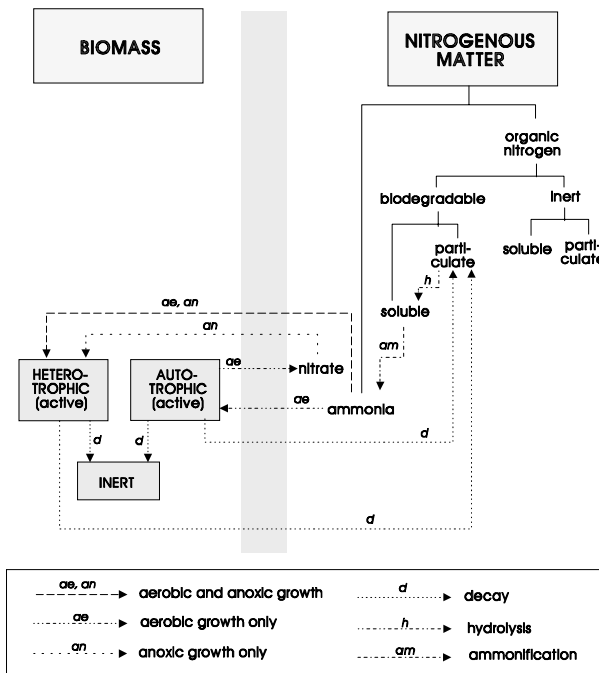 BIOMASS
NITROGENOUS
MATTER
organic
nitrogen
biodegradable
inert
parti-
culate
soluble
parti-
culate
h
soluble
ae, an
an
am
HETERO-
TROPHIC
(active)
AUTO-
TROPHIC
(active)
ae
nitrate
ae
ammonia
d
d
d
INERT
d
ae, an
aerobic and anoxic growth
ae
aerobic growth only
an
anoxic growth only
d
decay
h
hydrolysis
am
ammonification